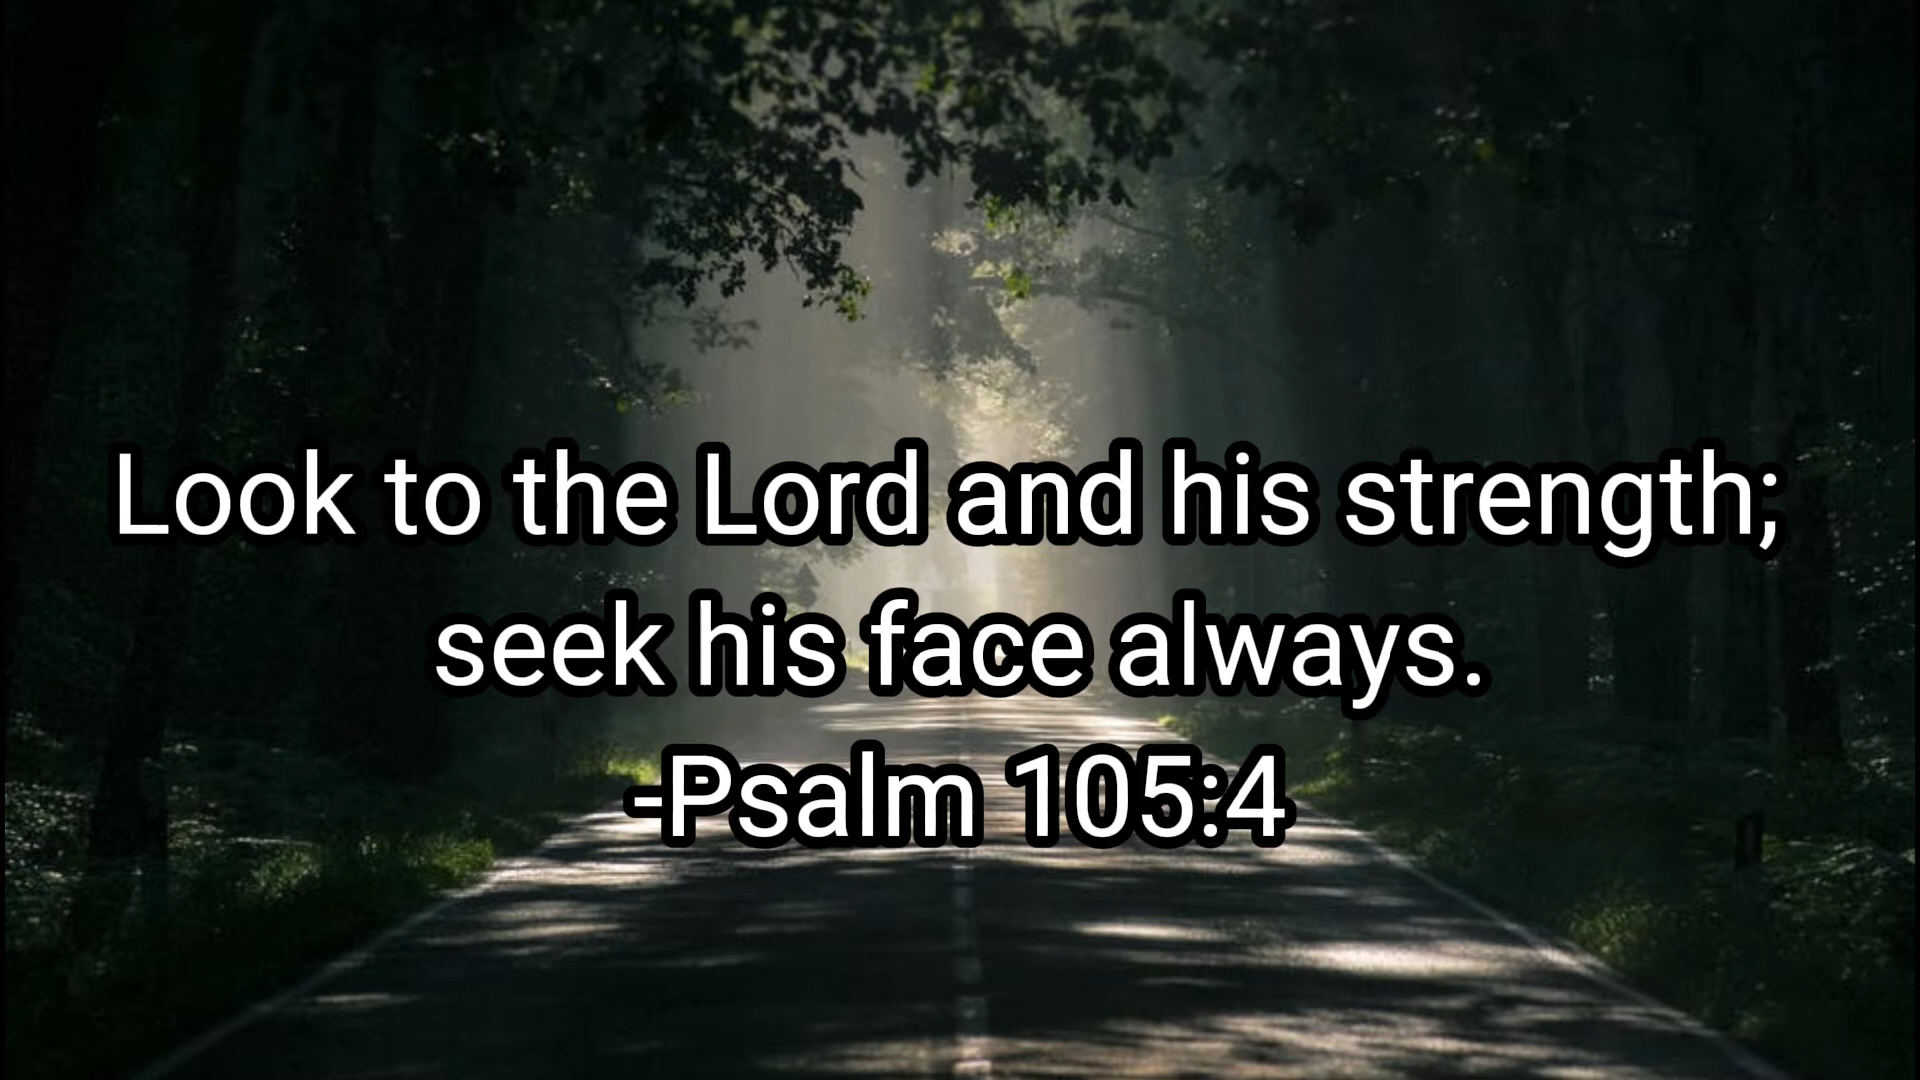 Look to the Lord and his strength;
seek his face always.
-Psalm 105:4